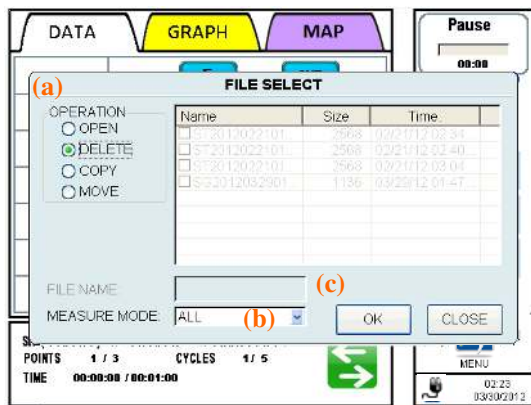 DATA GRAPH MAP
Pause
00:00
(a) FILE SELECT
OPERATION
OPEN
DELETE
COPY
MOVE
Name Size Time
ST2012022101... 2568 02/21/12 02:34...
ST2012022101... 2568 02/21/12 02:40...
ST2012022101... 2568 02/21/12 03:04...
SG2012032901... 1136 03/29/12 01:47...
FILE NAME:
(c)
MEASURE MODE: ALL (b)
OK CLOSE
POINTS 1 / 3 CYCLES 1/ 5
TIME 00:00:00 / 00:01:00
MENU
02:23
03/30/2012